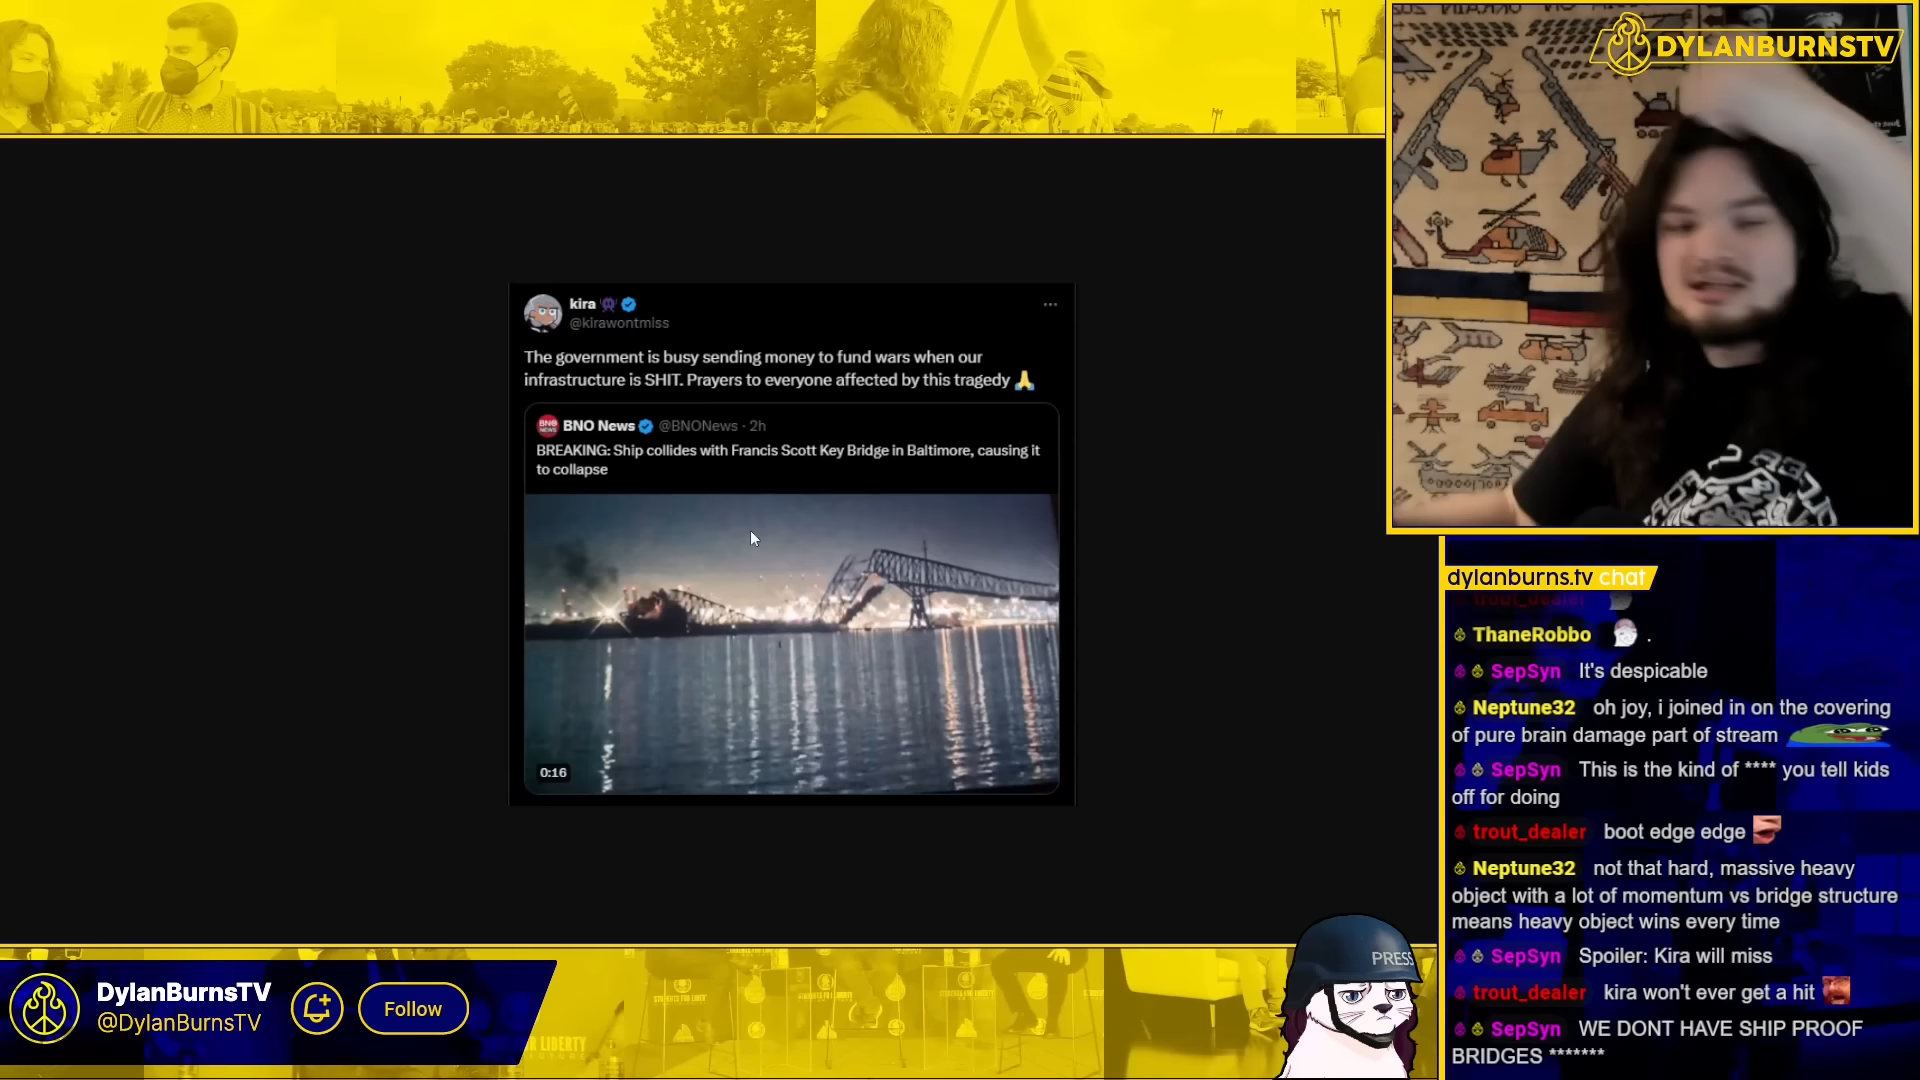 DYLANBURNSTV
kira
@kirawontmiss
The government is busy sending money to fund wars when our
infrastructure is SHIT. Prayers to everyone affected by this tragedy 🙏
BNO NEWS
BNO News @BNONews · 2h
BREAKING: Ship collides with Francis Scott Key Bridge in Baltimore, causing it
to collapse
0:16
dylanburns.tv chat
trout_dealer
ThaneRobbo .
SepSyn It's despicable
Neptune32 oh joy, i joined in on the covering
of pure brain damage part of stream
SepSyn This is the kind of **** you tell kids
off for doing
trout_dealer boot edge edge
Neptune32 not that hard, massive heavy
object with a lot of momentum vs bridge structure
means heavy object wins every time
SepSyn Spoiler: Kira will miss
trout_dealer kira won't ever get a hit
SepSyn WE DONT HAVE SHIP PROOF
BRIDGES *******
PRESS
DylanBurnsTV
@DylanBurnsTV
Follow